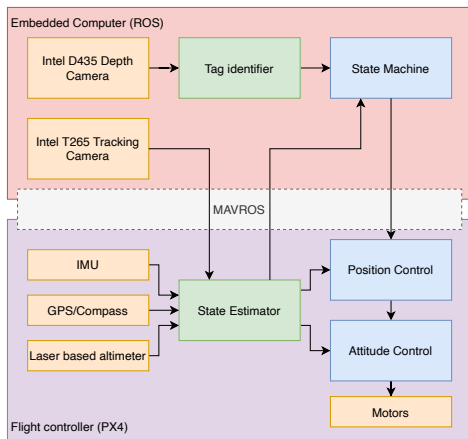 Embedded Computer (ROS)
Intel D435 Depth
Camera
Tag identifier
State Machine
Intel T265 Tracking
Camera
MAVROS
IMU
GPS/Compass
Laser based altimeter
State Estimator
Position Control
Attitude Control
Motors
Flight controller (PX4)